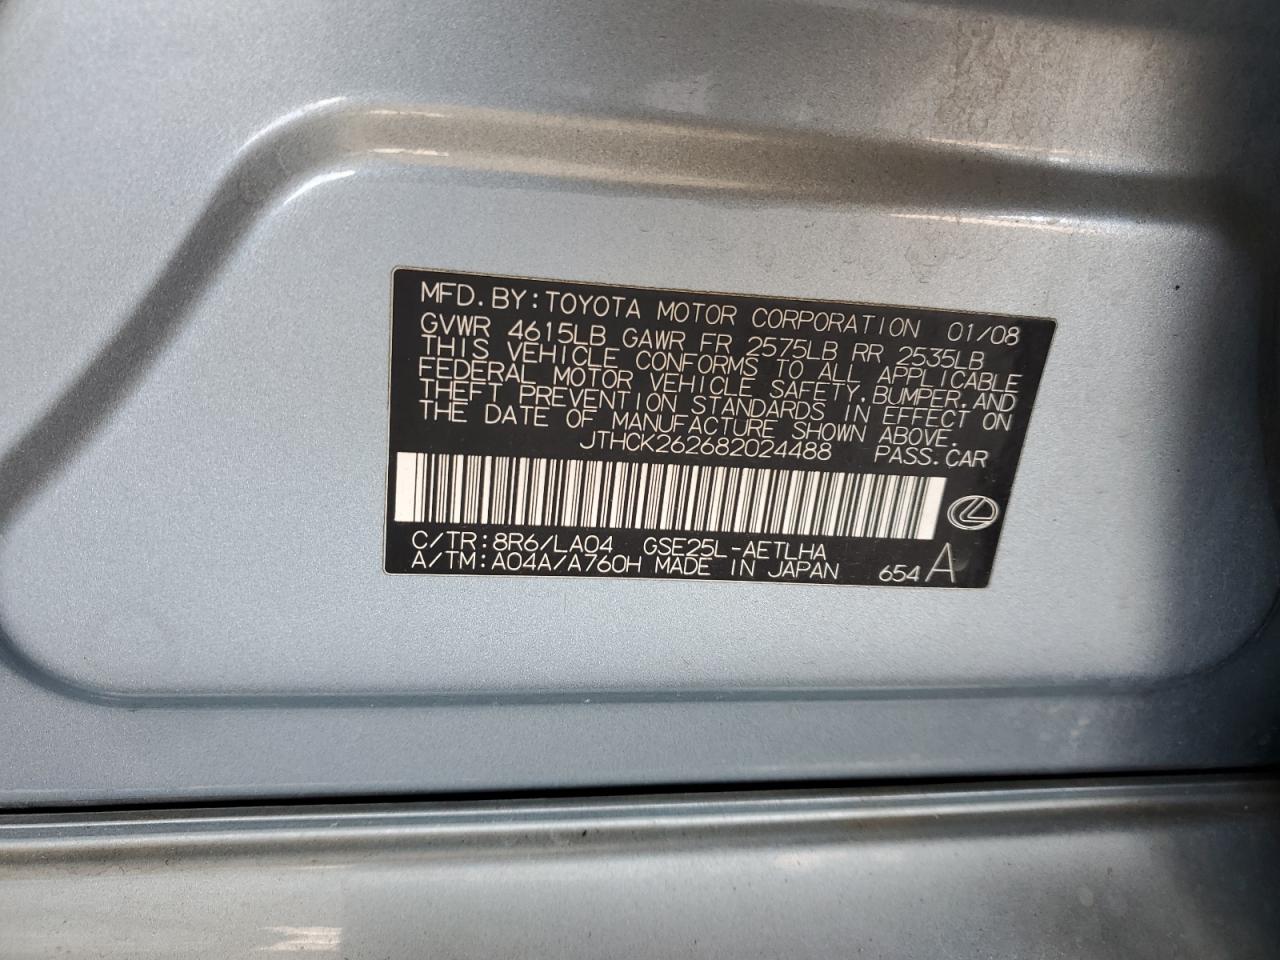 MFD.BY:TOYOTA MOTOR CORPORATION 01/08
GVWR 4615LB GAWR FR 2575LB RR 2535LB
THIS VEHICLE CONFORMS TO ALL APPLICABLE
FEDERAL MOTOR VEHICLE SAFETY,BUMPER,AND
THEFT PREVENTION STANDARDS IN EFFECT ON
THE DATE OF MANUFACTURE SHOWN ABOVE.
JTHCK262682024488 PASS.CAR
C/TR:8R6/LA04 GSE25L-AETLHA
A/TM:A04A/A760H MADE IN JAPAN 654 A